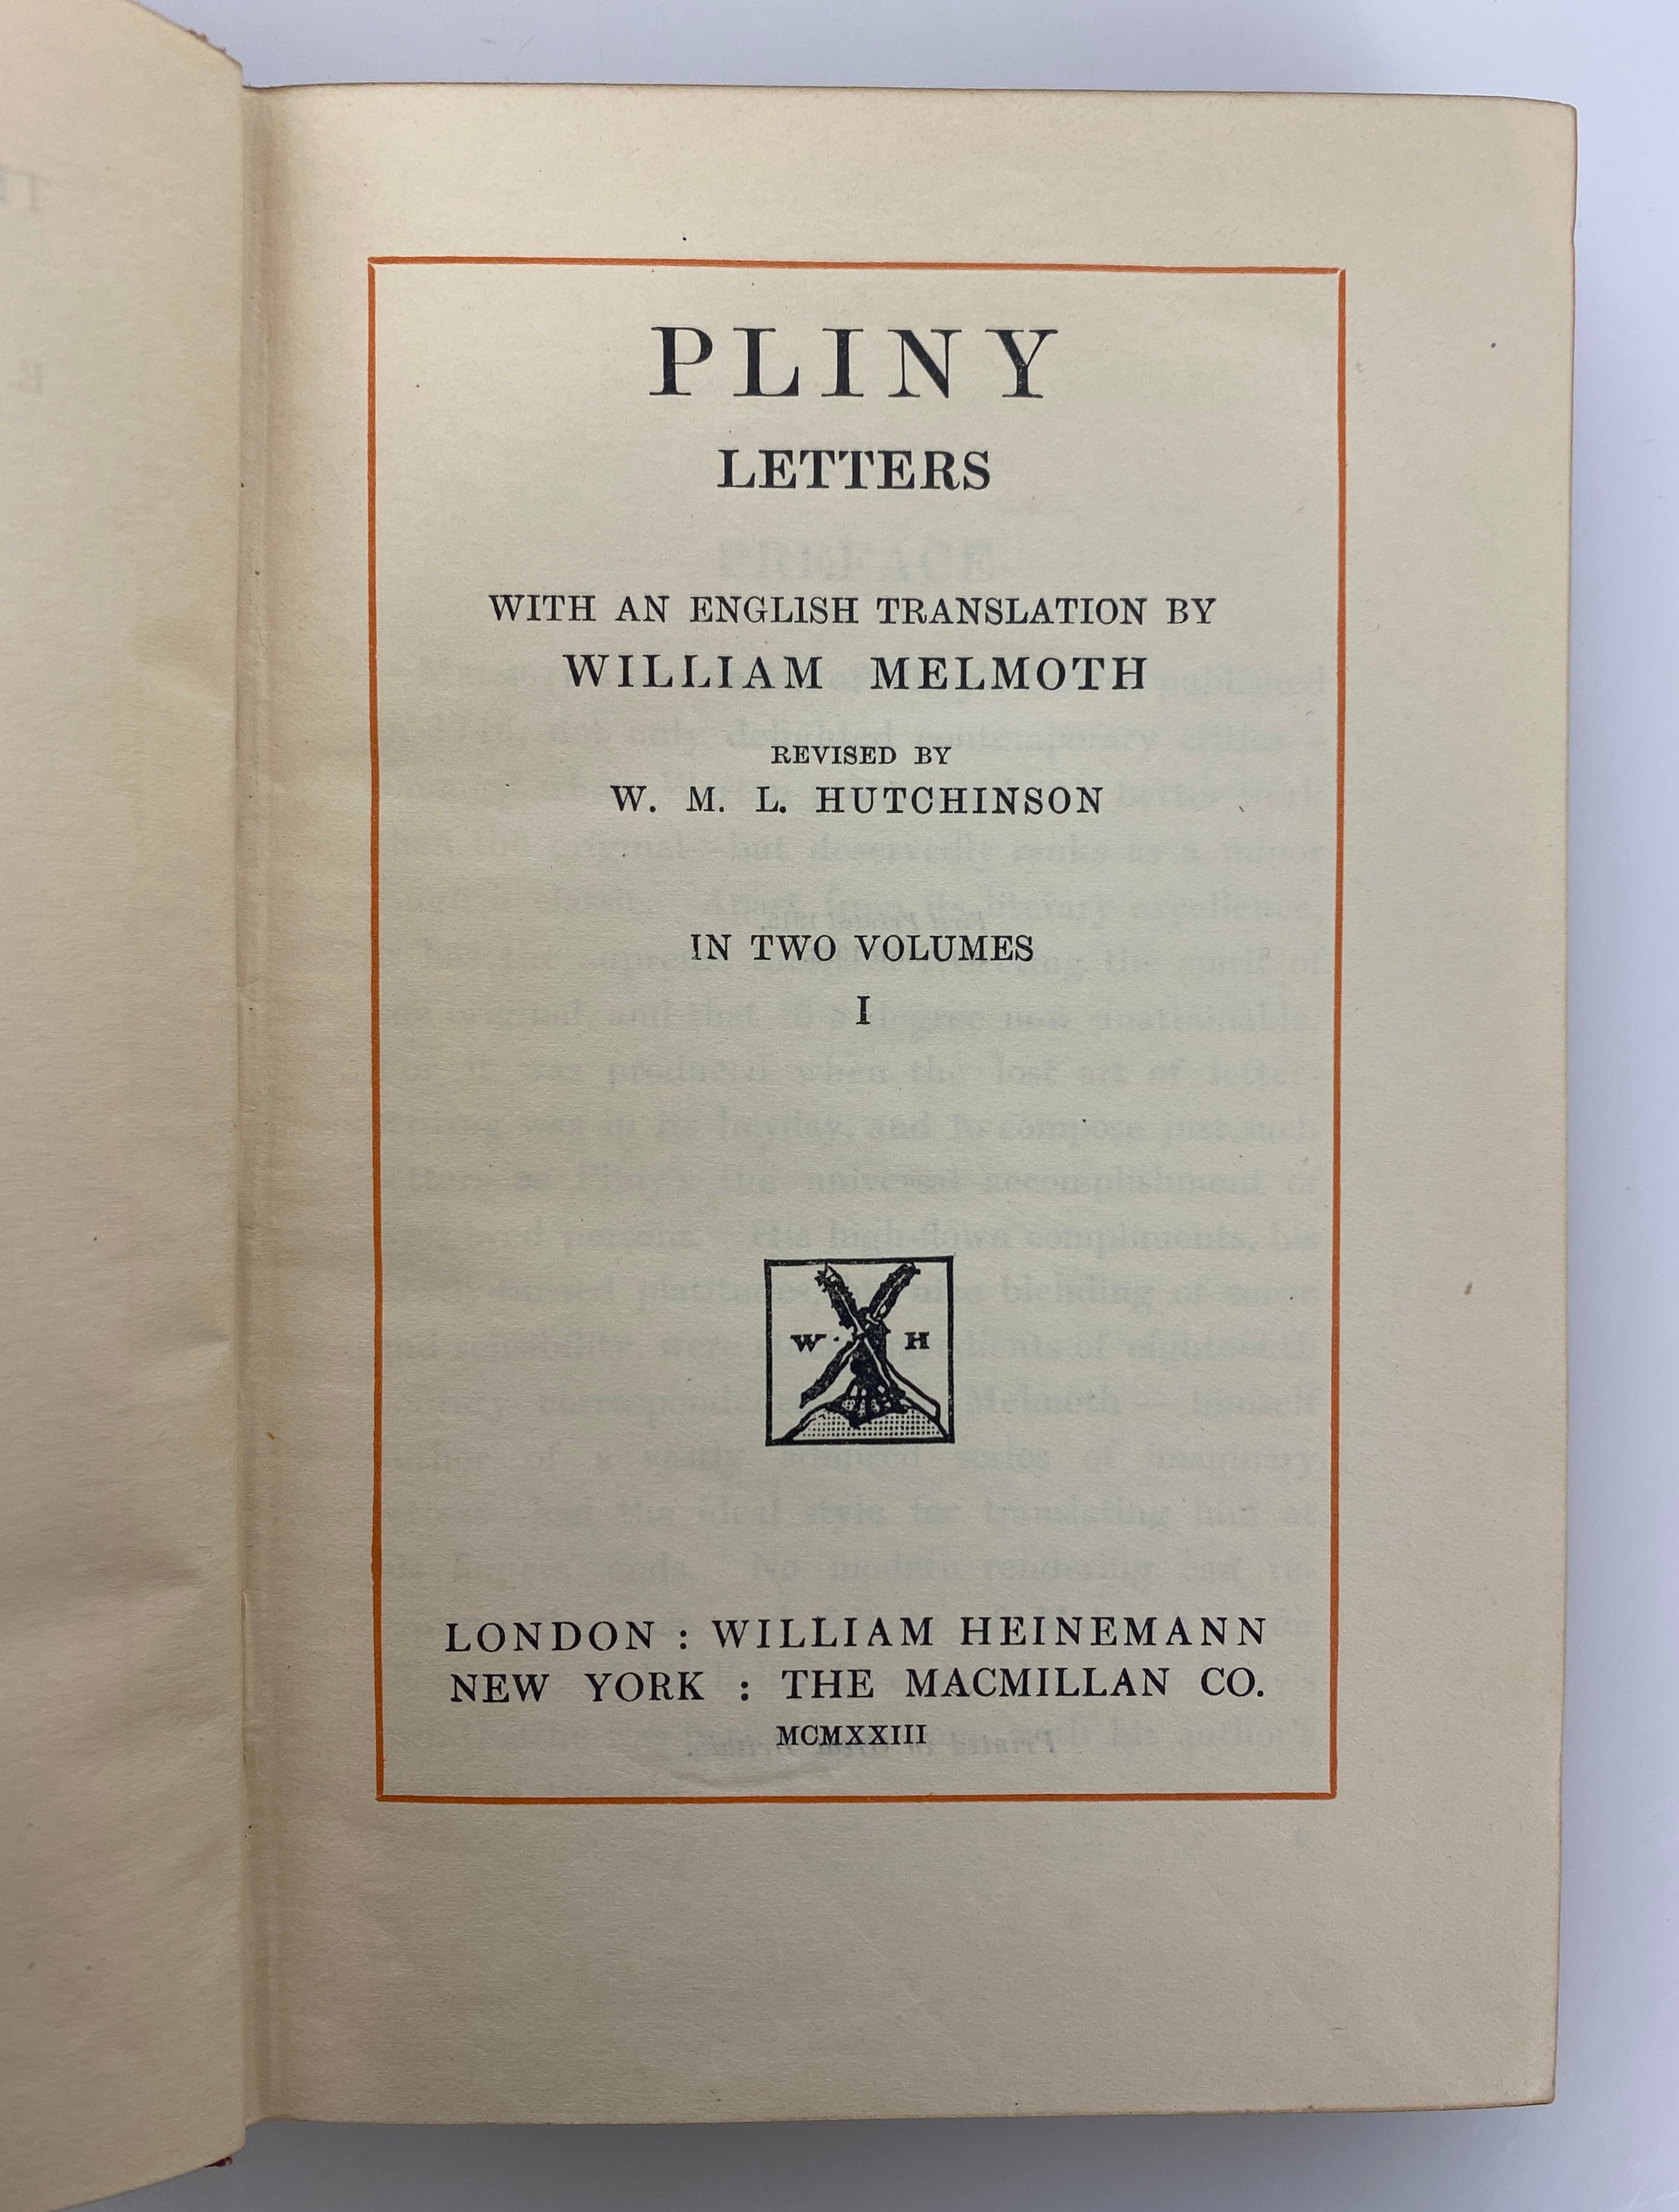 PLINY
LETTERS
WITH AN ENGLISH TRANSLATION BY
WILLIAM MELMOTH
REVISED BY
W. M. L. HUTCHINSON
IN TWO VOLUMES
I
W H
LONDON : WILLIAM HEINEMANN
NEW YORK : THE MACMILLAN CO.
MCMXXIII